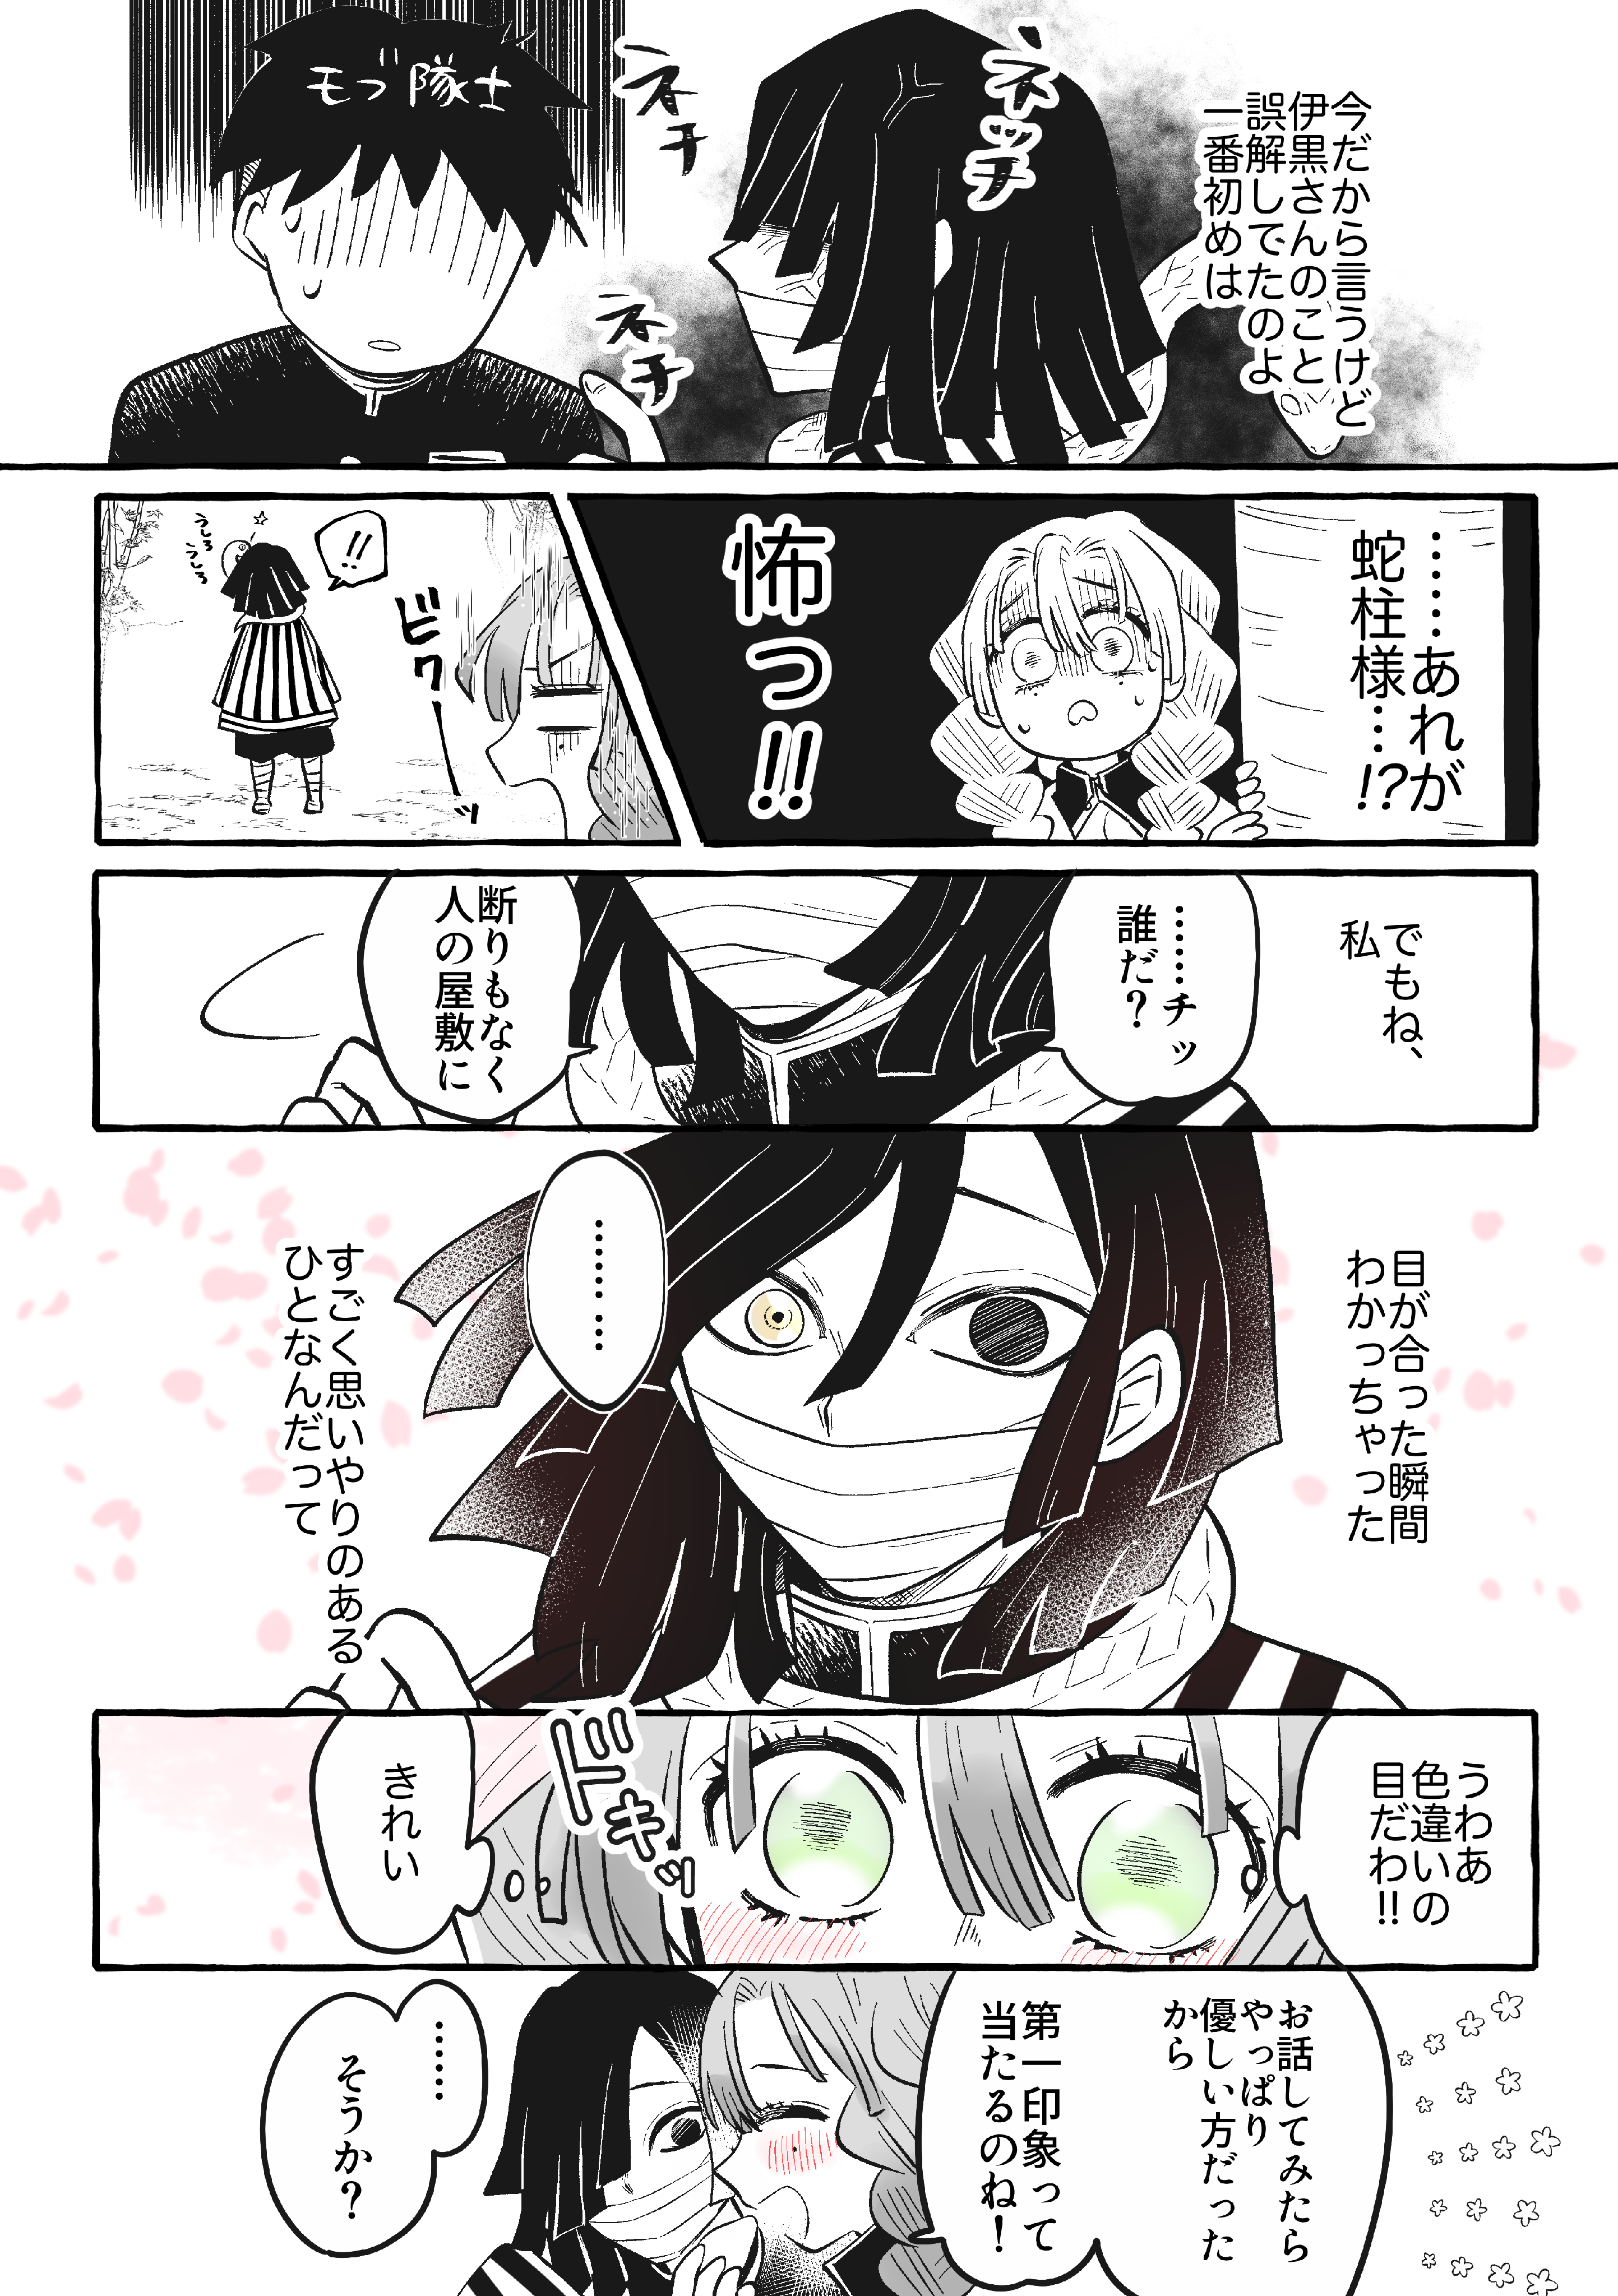 今だから言うけど
伊黒さんのこと
誤解してたのよ
一番初めは
ネッチ
ネチ
ネチ
モブ隊士
……あれが
蛇柱様…!?
怖っ!!
ビクーッ
!!
うしろ
うしろ
でもね、
私
……チッ
誰だ?
断りもなく
人の屋敷に
目が合った瞬間
わかっちゃった
………
すごく思いやりのある
ひとなんだって
うわあ
色違いの
目だわ!!
ドキッ
きれい
お話してみたら
やっぱり
優しい方だった
から
第一印象って
当たるのね!
……
そうか?